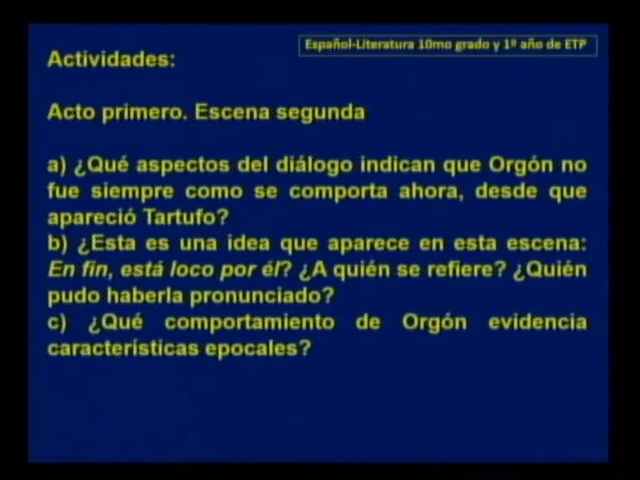 Español-Literatura 10mo grado y 1º año de ETP
Actividades:
Acto primero. Escena segunda
a) ¿Qué aspectos del diálogo indican que Orgón no
fue siempre como se comporta ahora, desde que
apareció Tartufo?
b) ¿Esta es una idea que aparece en esta escena:
En fin, está loco por él? ¿A quién se refiere? ¿Quién
pudo haberla pronunciado?
c) ¿Qué comportamiento de Orgón evidencia
características epocales?